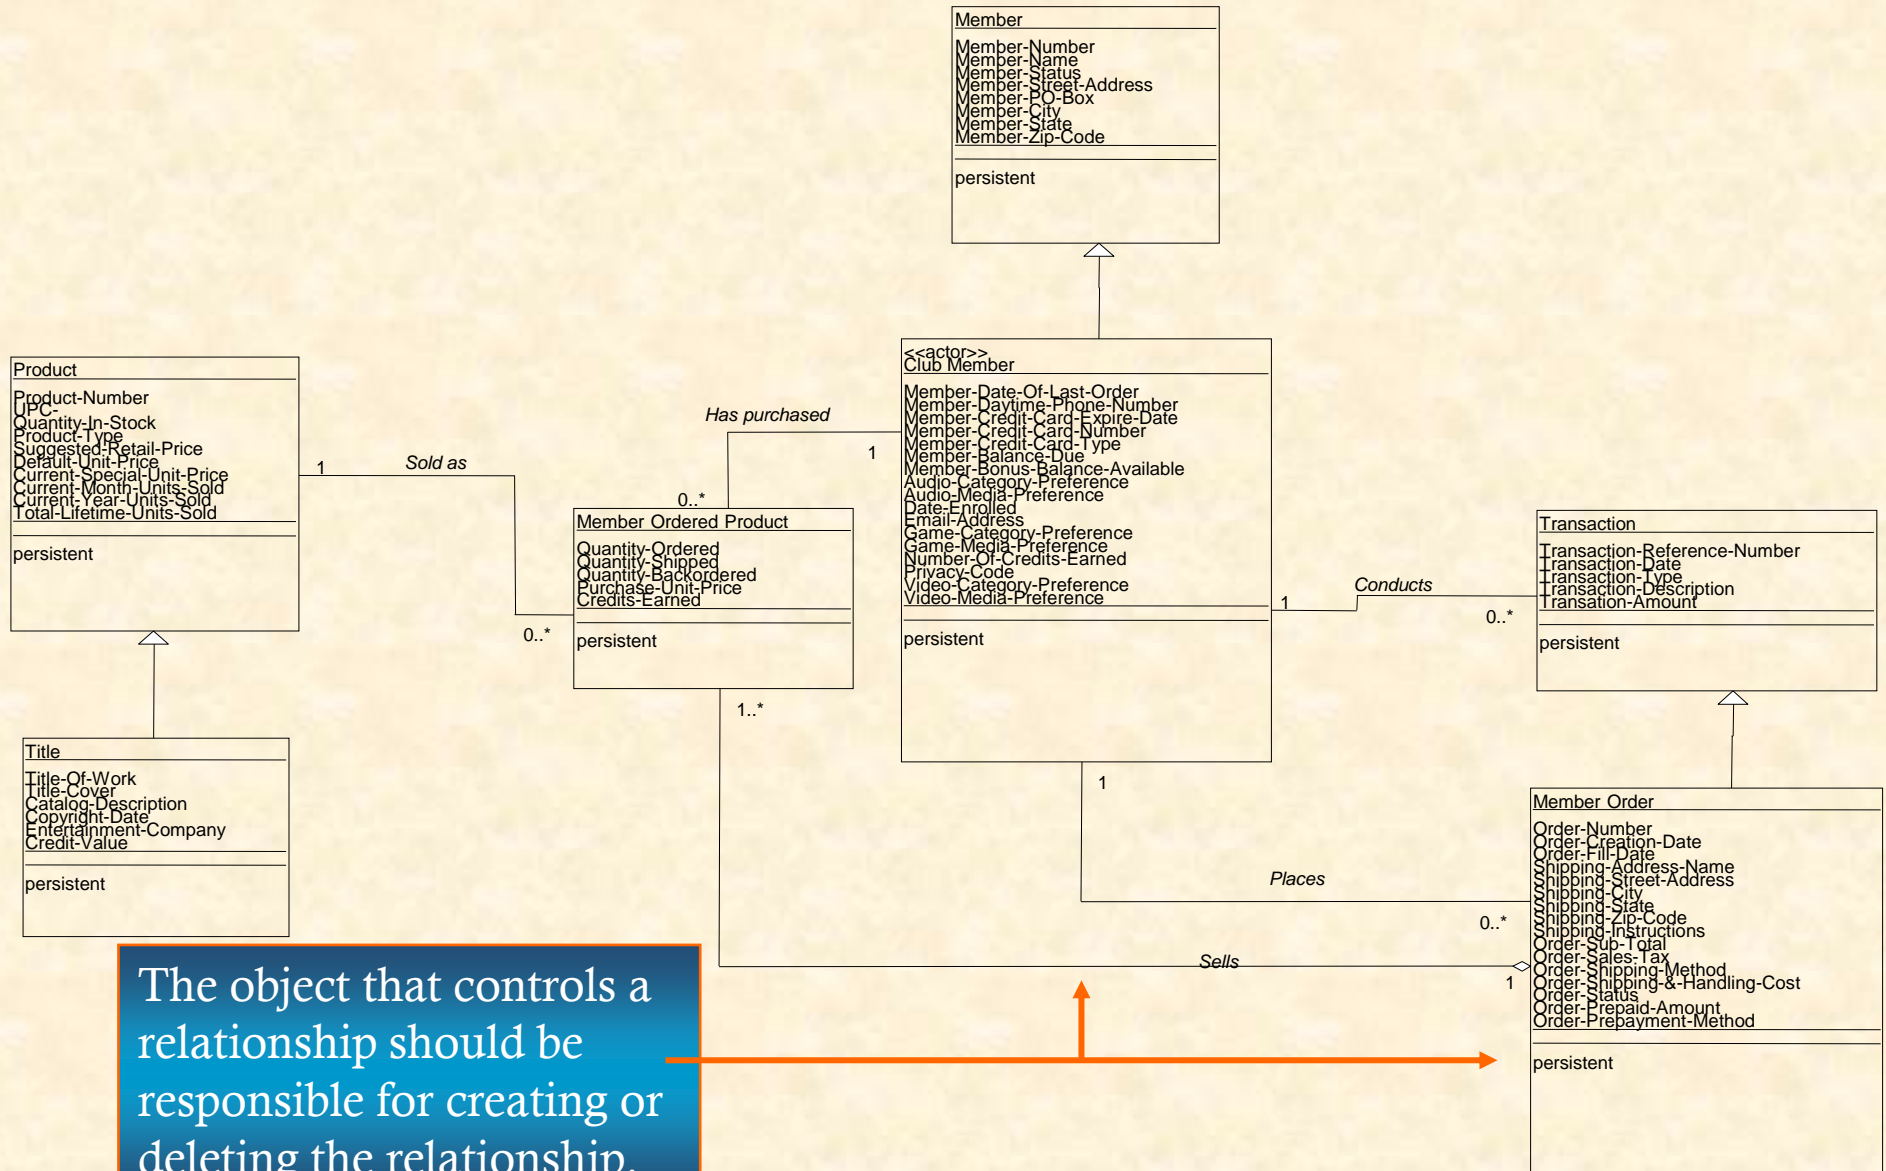 Member
Member-Number
Member-Name
Member-Status
Member-Street-Address
Member-PO-Box
Member-City
Member-State
Member-Zip-Code
persistent
Product
Product-Number
UPC-
Quantity-In-Stock
Product-Type
Suggested-Retail-Price
Default-Unit-Price
Current-Special-Unit-Price
Current-Month-Units-Sold
Current-Year-Units-Sold
Total-Lifetime-Units-Sold
persistent
1
Sold as
0..*
Has purchased
1
0..*
Member Ordered Product
Quantity-Ordered
Quantity-Shipped
Quantity-Backordered
Purchase-Unit-Price
Credits-Earned
persistent
1..*
<<actor>>
Club Member
Member-Date-Of-Last-Order
Member-Daytime-Phone-Number
Member-Credit-Card-Expire-Date
Member-Credit-Card-Number
Member-Credit-Card-Type
Member-Balance-Due
Member-Bonus-Balance-Available
Audio-Category-Preference
Audio-Media-Preference
Date-Enrolled
Email-Address
Game-Category-Preference
Game-Media-Preference
Number-Of-Credits-Earned
Privacy-Code
Video-Category-Preference
Video-Media-Preference
persistent
1
Conducts
0..*
Transaction
Transaction-Reference-Number
Transaction-Date
Transaction-Type
Transaction-Description
Transation-Amount
persistent
Title
Title-Of-Work
Title-Cover
Catalog-Description
Copyright-Date
Entertainment-Company
Credit-Value
persistent
1
Places
0..*
Sells
1
Member Order
Order-Number
Order-Creation-Date
Order-Fill-Date
Shipping-Address-Name
Shipping-Street-Address
Shipping-City
Shipping-State
Shipping-Zip-Code
Shipping-Instructions
Order-Sub-Total
Order-Sales-Tax
Order-Shipping-Method
Order-Shipping-&-Handling-Cost
Order-Status
Order-Prepaid-Amount
Order-Prepayment-Method
persistent
The object that controls a
relationship should be
responsible for creating or
deleting the relationship.